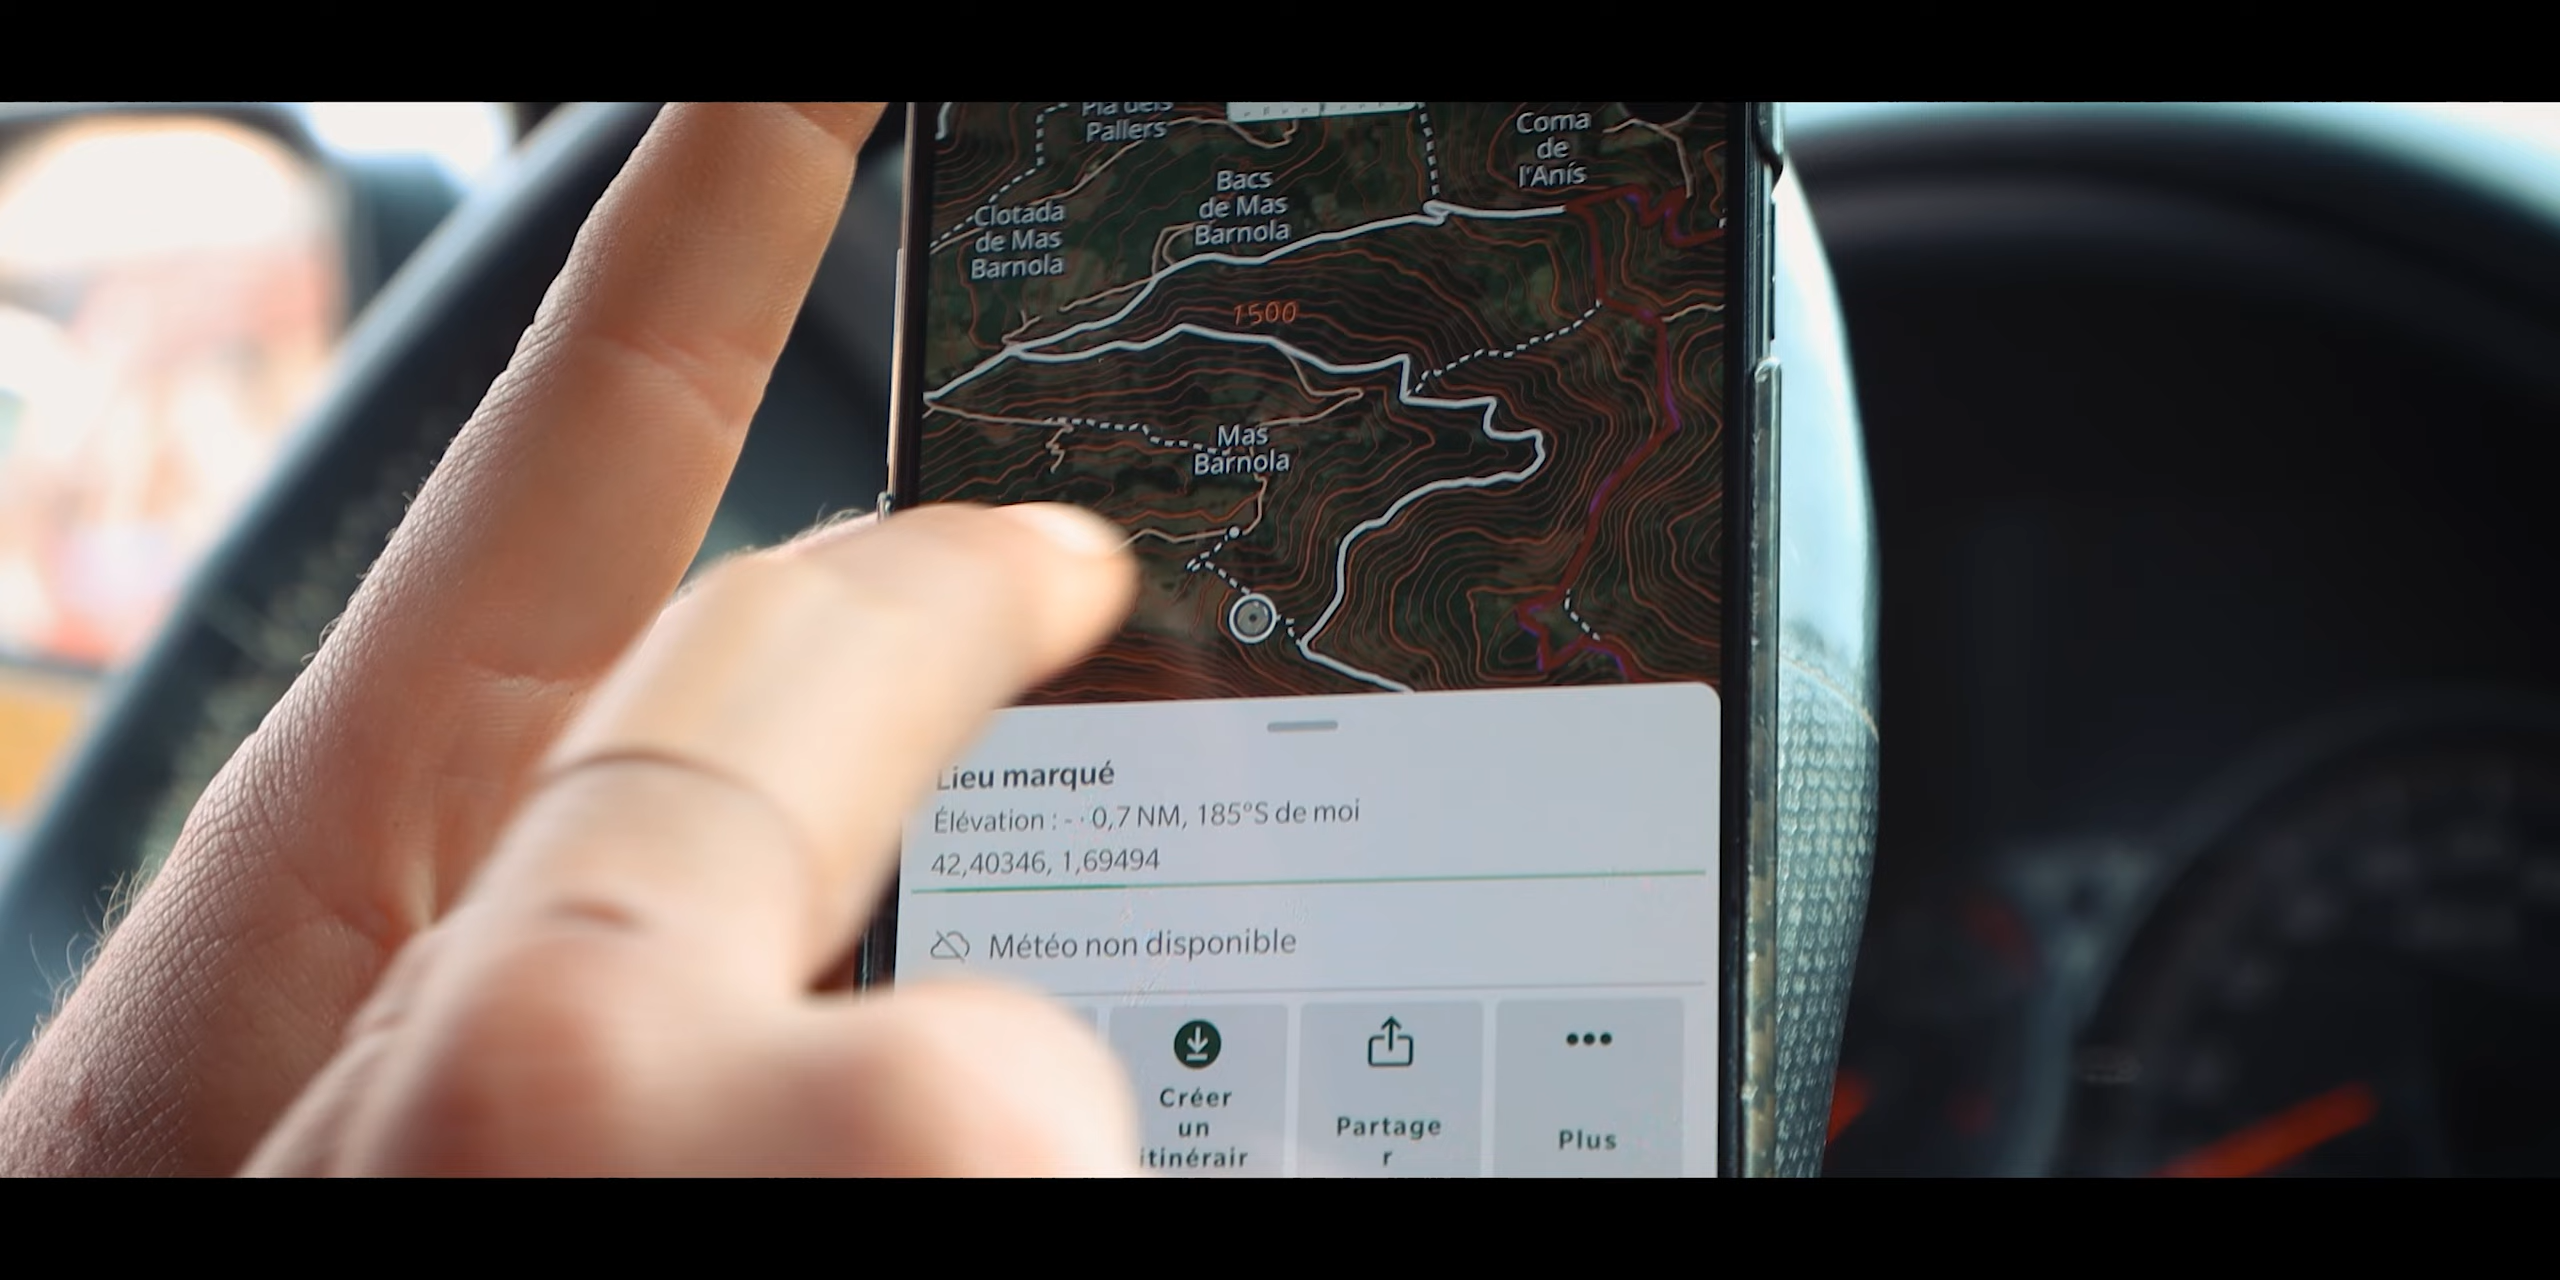 Pla dels
Pallers
Coma
de
l'Anís
Bacs
de Mas
Barnola
Clotada
de Mas
Barnola
1500
Mas
Barnola
Lieu marqué
Élévation : - · 0,7 NM, 185°S de moi
42,40346, 1,69494
Météo non disponible
Créer
un
itinérair
Partage
r
Plus